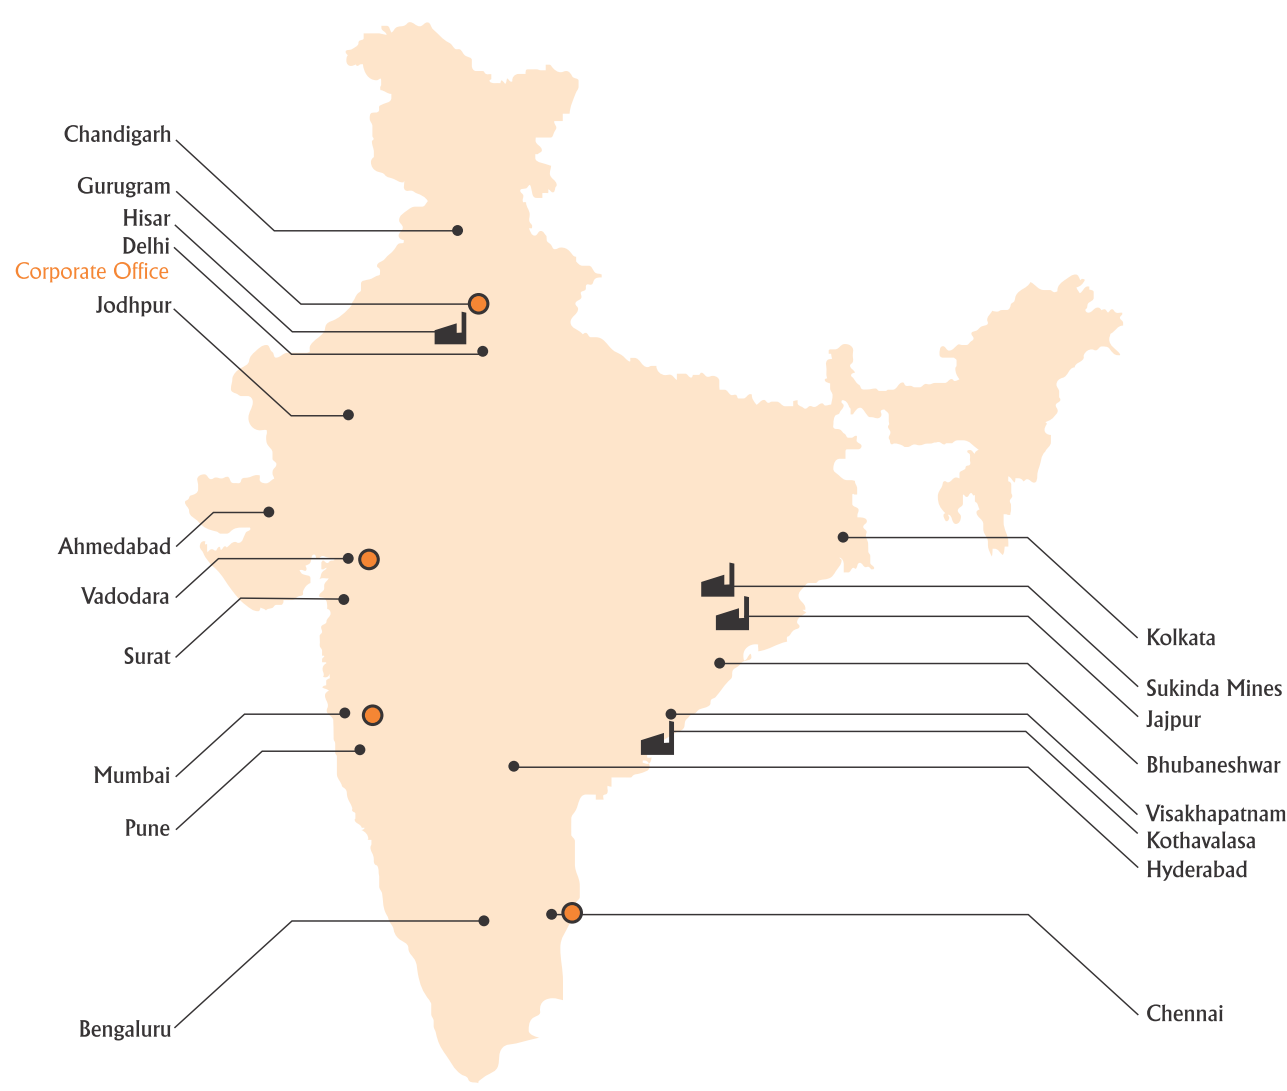 Chandigarh
Gurugram
Hisar
Delhi
Corporate Office
Jodhpur
Ahmedabad
Vadodara
Surat
Mumbai
Pune
Bengaluru
Kolkata
Sukinda Mines
Jajpur
Bhubaneshwar
Visakhapatnam
Kothavalasa
Hyderabad
Chennai